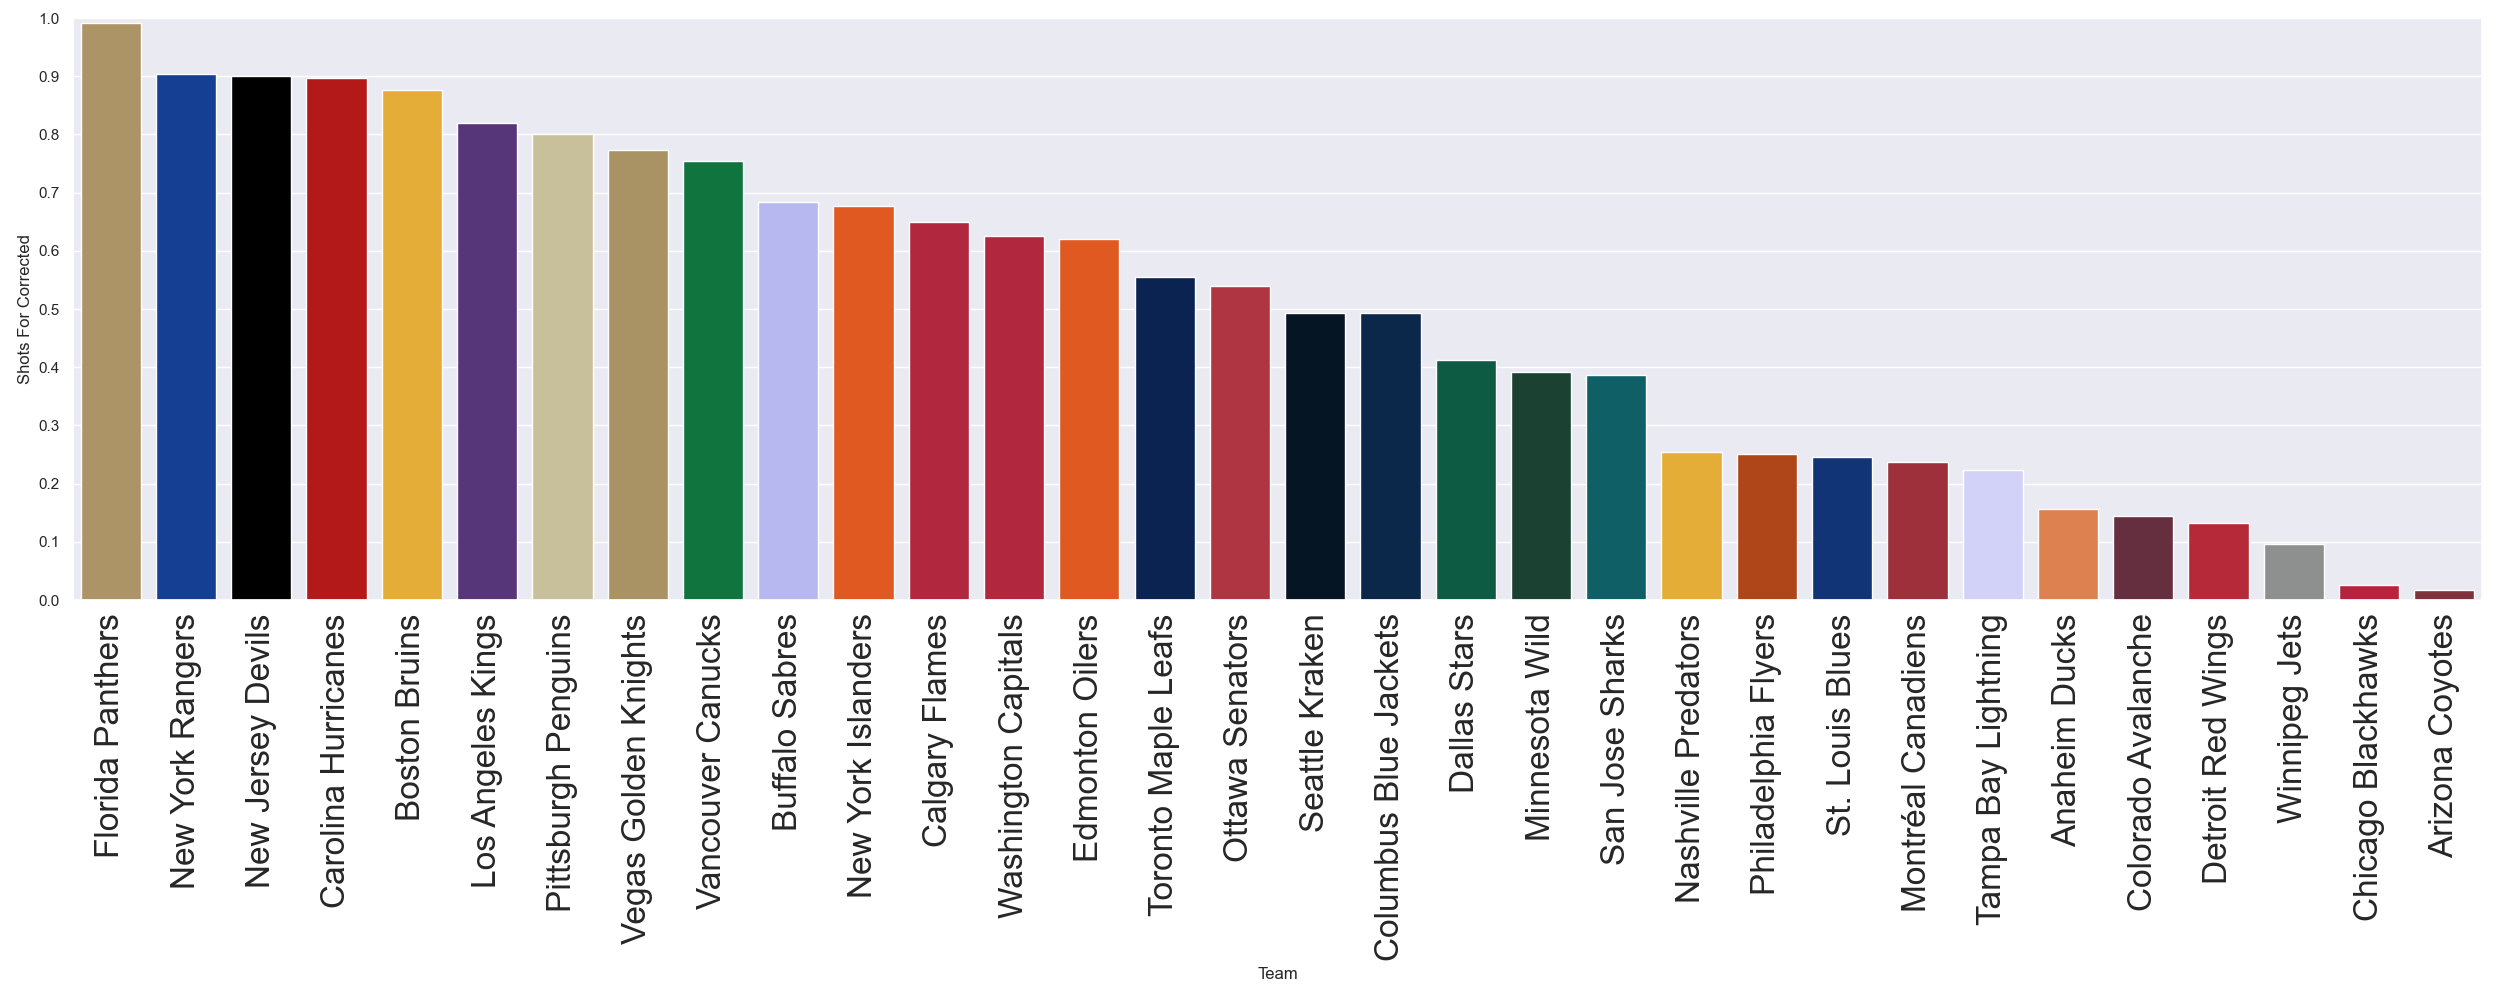 1.0
0.9
0.8
0.7
0.6
0.5
0.4
0.3
0.2
0.1
0.0
Shots For Corrected
Florida Panthers
New York Rangers
New Jersey Devils
Carolina Hurricanes
Boston Bruins
Los Angeles Kings
Pittsburgh Penguins
Vegas Golden Knights
Vancouver Canucks
Buffalo Sabres
New York Islanders
Calgary Flames
Washington Capitals
Edmonton Oilers
Toronto Maple Leafs
Ottawa Senators
Seattle Kraken
Columbus Blue Jackets
Dallas Stars
Minnesota Wild
San Jose Sharks
Nashville Predators
Philadelphia Flyers
St. Louis Blues
Montréal Canadiens
Tampa Bay Lightning
Anaheim Ducks
Colorado Avalanche
Detroit Red Wings
Winnipeg Jets
Chicago Blackhawks
Arizona Coyotes
Team